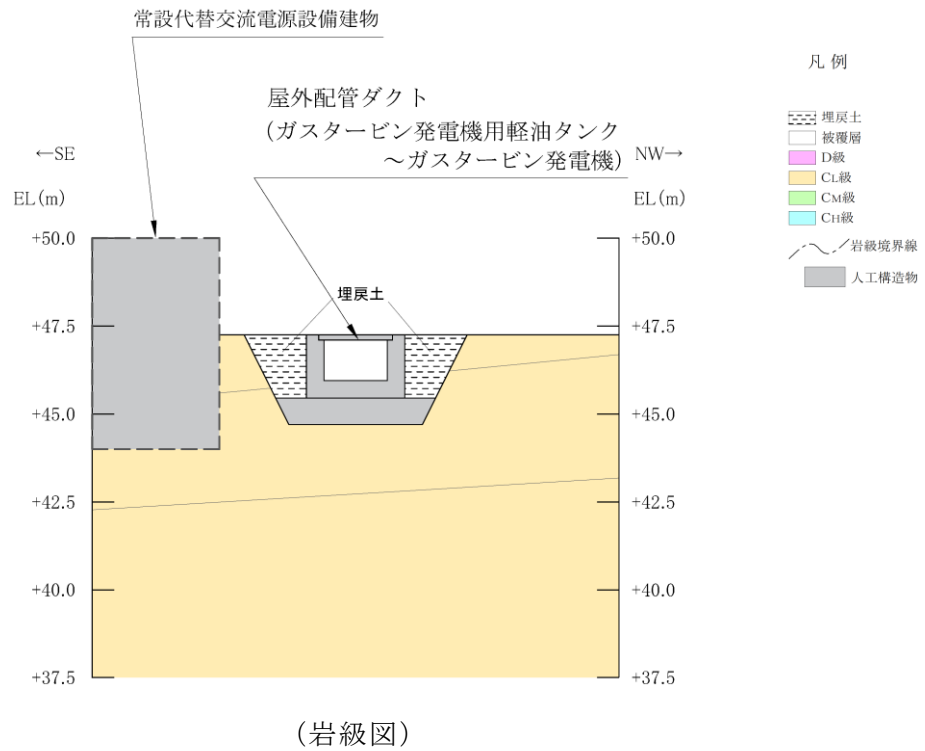 常設代替交流電源設備建物
屋外配管ダクト
(ガスタービン発電機用軽油タンク
～ガスタービン発電機)
←SE
NW→
EL(m)
EL(m)
+50.0
+50.0
埋戻土
+47.5
+47.5
+45.0
+45.0
+42.5
+42.5
+40.0
+40.0
+37.5
+37.5
(岩級図)
凡 例
埋戻土
被覆層
D級
CL級
CM級
CH級
岩級境界線
人工構造物